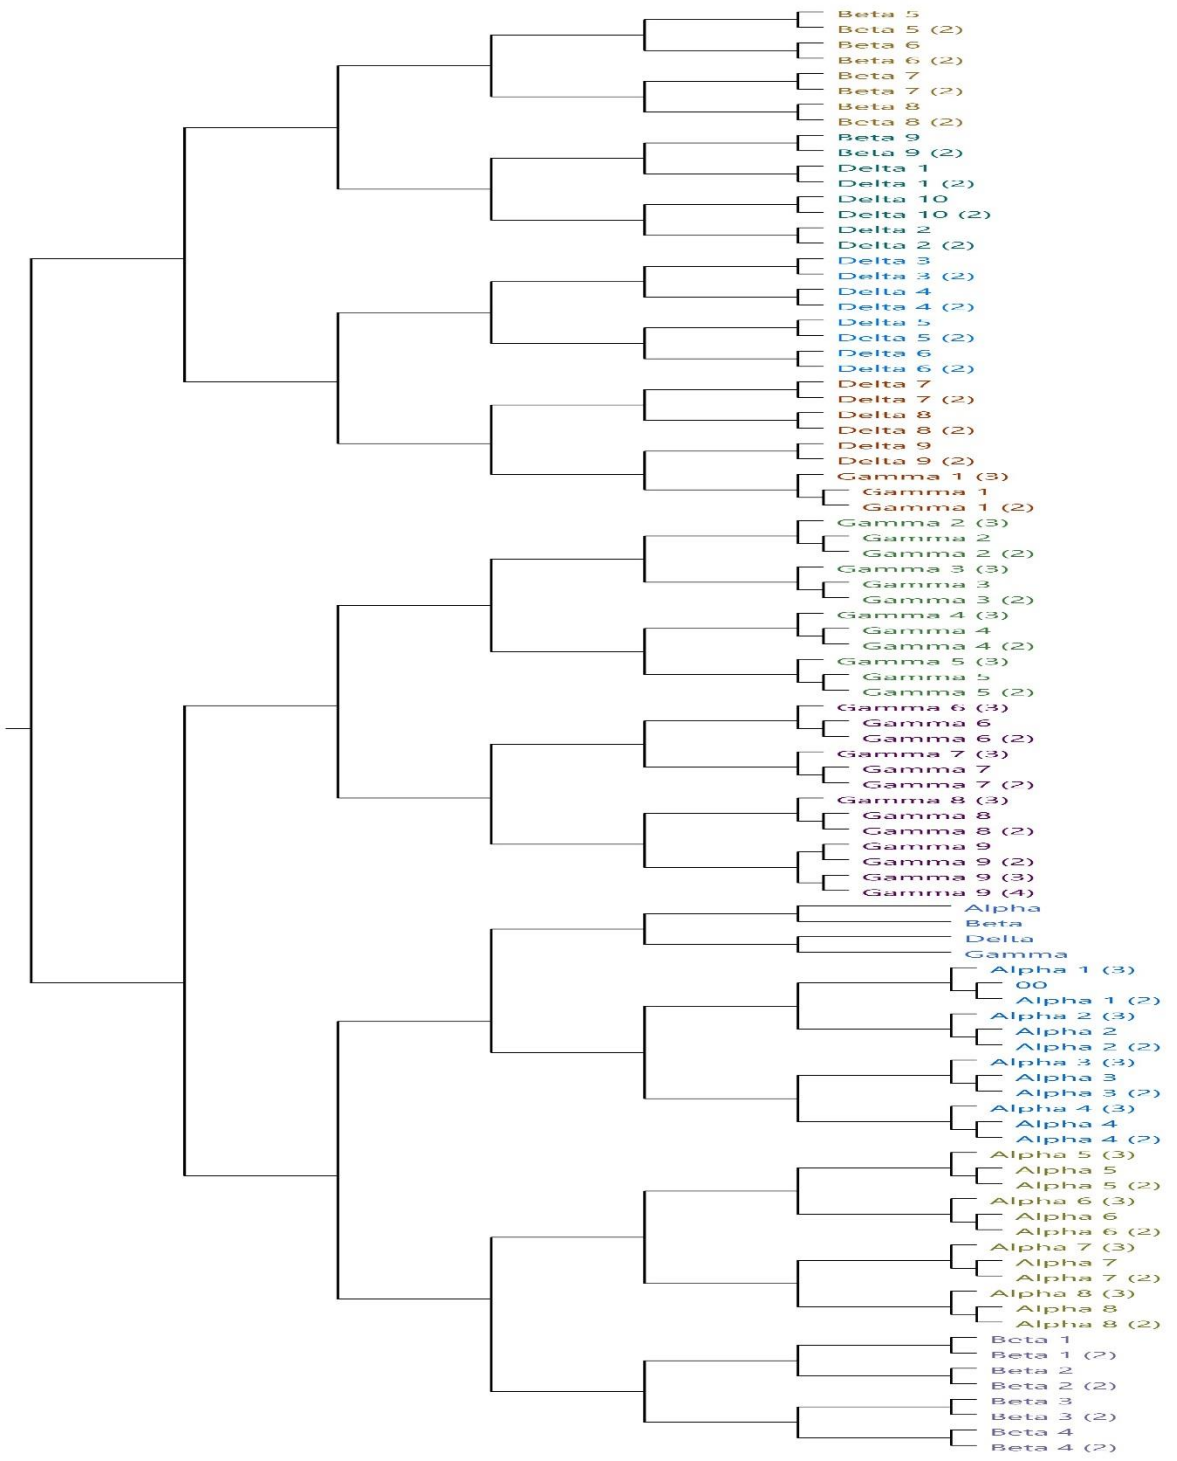 Beta 5
Beta 5 (2)
Beta 6
Beta 6 (2)
Beta 7
Beta 7 (2)
Beta 8
Beta 8 (2)
Beta 9
Beta 9 (2)
Delta 1
Delta 1 (2)
Delta 10
Delta 10 (2)
Delta 2
Delta 2 (2)
Delta 3
Delta 3 (2)
Delta 4
Delta 4 (2)
Delta 5
Delta 5 (2)
Delta 6
Delta 6 (2)
Delta 7
Delta 7 (2)
Delta 8
Delta 8 (2)
Delta 9
Delta 9 (2)
Gamma 1 (3)
Gamma 1
Gamma 1 (2)
Gamma 2 (3)
Gamma 2
Gamma 2 (2)
Gamma 3 (3)
Gamma 3
Gamma 3 (2)
Gamma 4 (3)
Gamma 4
Gamma 4 (2)
Gamma 5 (3)
Gamma 5
Gamma 5 (2)
Gamma 6 (3)
Gamma 6
Gamma 6 (2)
Gamma 7 (3)
Gamma 7
Gamma 7 (2)
Gamma 8 (3)
Gamma 8
Gamma 8 (2)
Gamma 9
Gamma 9 (2)
Gamma 9 (3)
Gamma 9 (4)
Alpha
Beta
Delta
Gamma
Alpha 1 (3)
00
Alpha 1 (2)
Alpha 2 (3)
Alpha 2
Alpha 2 (2)
Alpha 3 (3)
Alpha 3
Alpha 3 (2)
Alpha 4 (3)
Alpha 4
Alpha 4 (2)
Alpha 5 (3)
Alpha 5
Alpha 5 (2)
Alpha 6 (3)
Alpha 6
Alpha 6 (2)
Alpha 7 (3)
Alpha 7
Alpha 7 (2)
Alpha 8 (3)
Alpha 8
Alpha 8 (2)
Beta 1
Beta 1 (2)
Beta 2
Beta 2 (2)
Beta 3
Beta 3 (2)
Beta 4
Beta 4 (2)